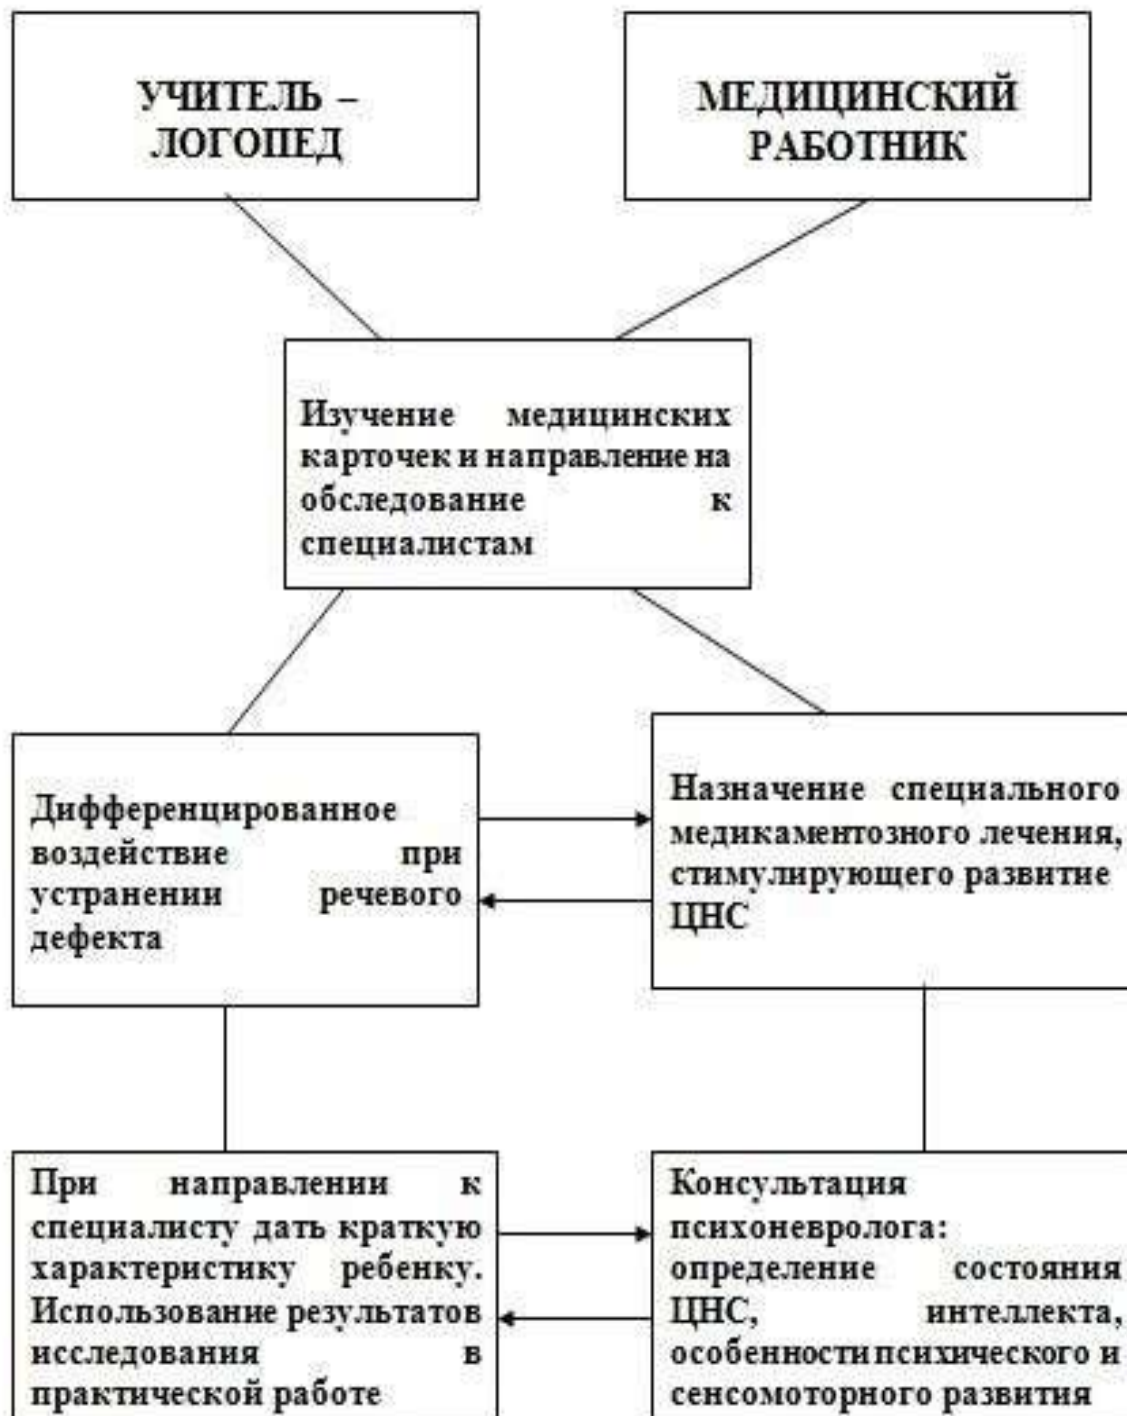 УЧИТЕЛЬ –
ЛОГОПЕД
МЕДИЦИНСКИЙ
РАБОТНИК
Изучение медицинских
карточек и направление на
обследование к
специалистам
Дифференцированное
воздействие при
устранении речевого
дефекта
Назначение специального
медикаментозного лечения,
стимулирующего развитие
ЦНС
При направлении к
специалисту дать краткую
характеристику ребенку.
Использование результатов
исследования в
практической работе
Консультация
психоневролога:
определение состояния
ЦНС, интеллекта,
особенности психического и
сенсомоторного развития